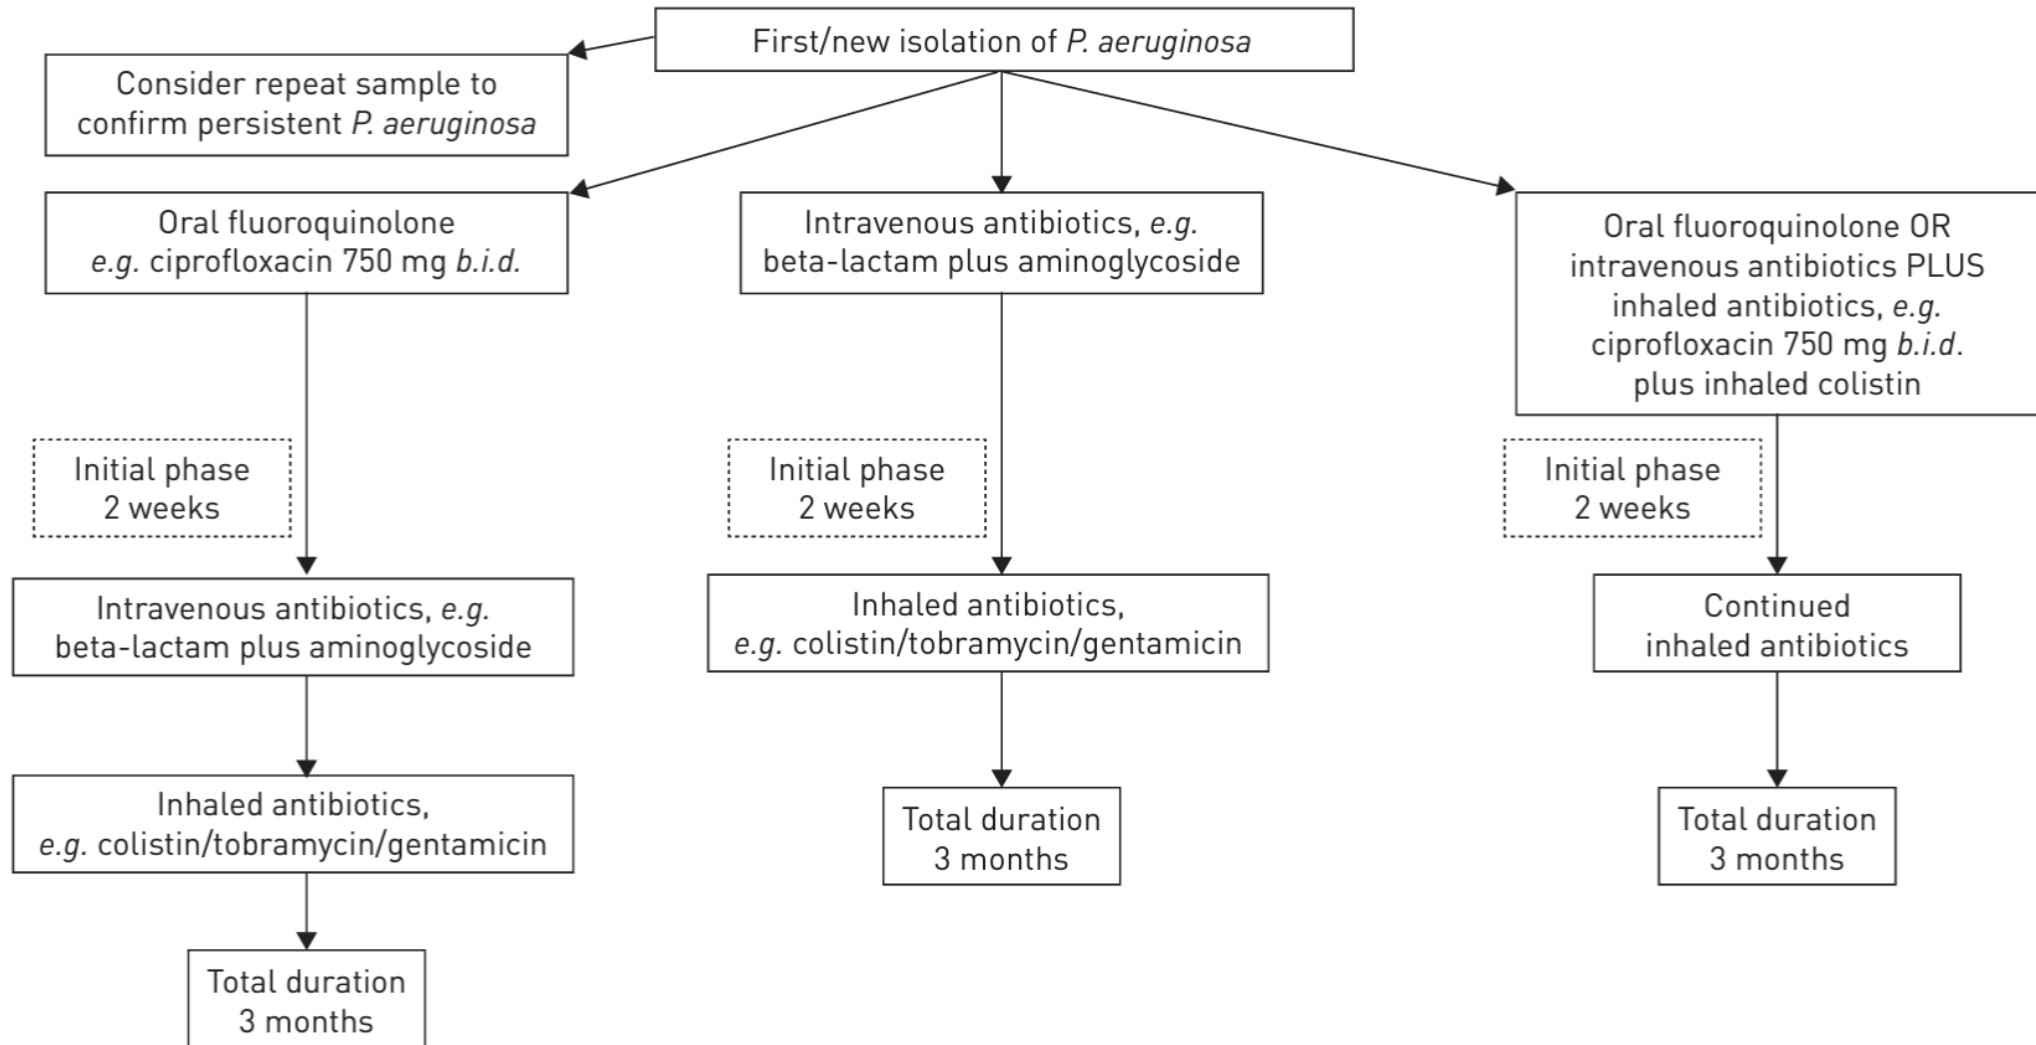 First/new isolation of P. aeruginosa
Consider repeat sample to
confirm persistent P. aeruginosa
Oral fluoroquinolone
e.g. ciprofloxacin 750 mg b.i.d.
Intravenous antibiotics, e.g.
beta-lactam plus aminoglycoside
Oral fluoroquinolone OR
intravenous antibiotics PLUS
inhaled antibiotics, e.g.
ciprofloxacin 750 mg b.i.d.
plus inhaled colistin
Initial phase
2 weeks
Initial phase
2 weeks
Initial phase
2 weeks
Intravenous antibiotics, e.g.
beta-lactam plus aminoglycoside
Inhaled antibiotics,
e.g. colistin/tobramycin/gentamicin
Continued
inhaled antibiotics
Inhaled antibiotics,
e.g. colistin/tobramycin/gentamicin
Total duration
3 months
Total duration
3 months
Total duration
3 months